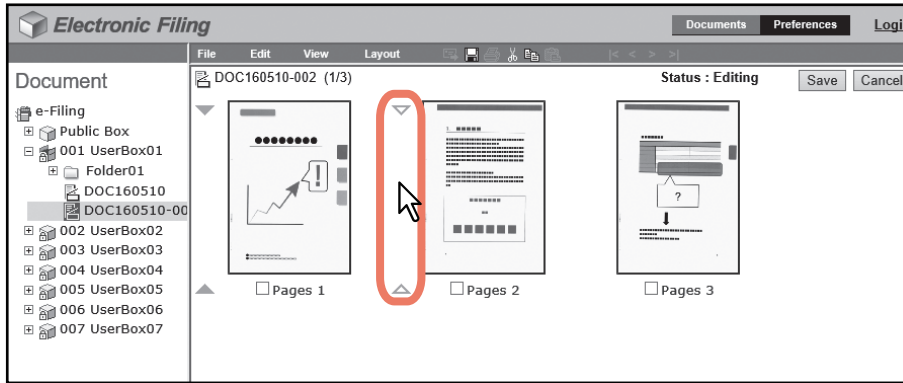 Electronic Filing
Documents Preferences Logi
File Edit View Layout
Document
DOC160510-002 (1/3)
Status : Editing
Save Cancel
e-Filing
Public Box
001 UserBox01
Folder01
DOC160510
DOC160510-00
002 UserBox02
003 UserBox03
004 UserBox04
005 UserBox05
006 UserBox06
007 UserBox07
!
1.
?
Pages 1
Pages 2
Pages 3